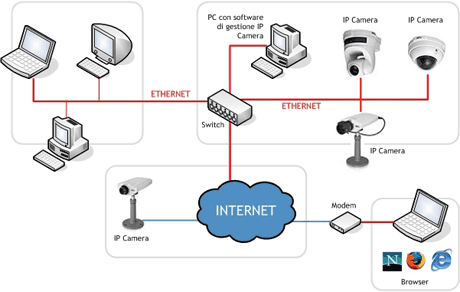 PC con software
di gestione IP
Camera
IP Camera
IP Camera
ETHERNET
ETHERNET
Switch
IP Camera
INTERNET
Modem
IP Camera
N
e
Browser